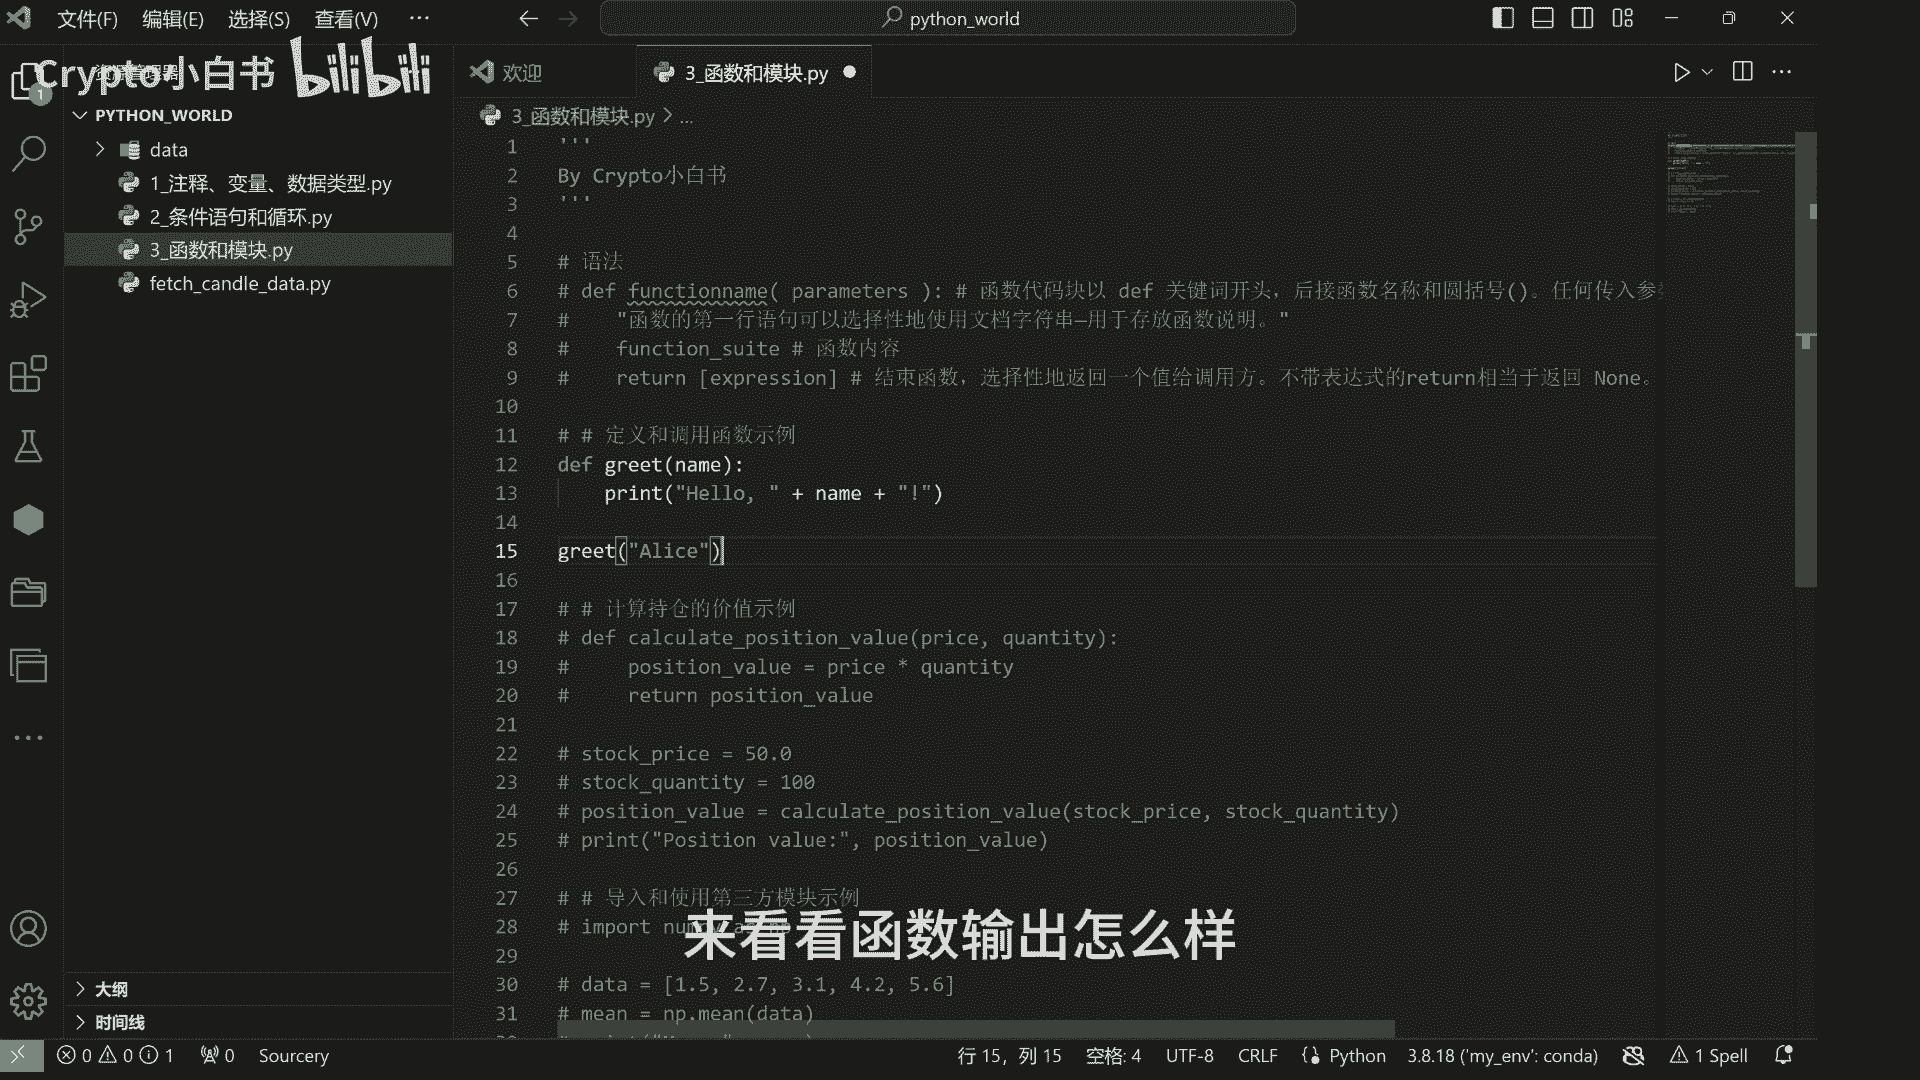 文件(F) 编辑(E) 选择(S) 查看(V) ··· python_world
Crypto小白书 bilibili
欢迎 3_函数和模块.py
1
PYTHON_WORLD
data
1_注释、变量、数据类型.py
2_条件语句和循环.py
3_函数和模块.py
fetch_candle_data.py
大纲
时间线
3_函数和模块.py > ...
1 '''
2 By Crypto小白书
3 '''
4
5 # 语法
6 # def functionname( parameters ): # 函数代码块以 def 关键词开头，后接函数名称和圆括号()。任何传入参
7 #    "函数的第一行语句可以选择性地使用文档字符串—用于存放函数说明。"
8 #    function_suite # 函数内容
9 #    return [expression] # 结束函数，选择性地返回一个值给调用方。不带表达式的return相当于返回 None。
10
11 # # 定义和调用函数示例
12 def greet(name):
13     print("Hello, " + name + "!")
14
15 greet("Alice")
16
17 # # 计算持仓的价值示例
18 # def calculate_position_value(price, quantity):
19 #     position_value = price * quantity
20 #     return position_value
21
22 # stock_price = 50.0
23 # stock_quantity = 100
24 # position_value = calculate_position_value(stock_price, stock_quantity)
25 # print("Position value:", position_value)
26
27 # # 导入和使用第三方模块示例
28 # import
29
30 # data = [1.5, 2.7, 3.1, 4.2, 5.6]
31 # mean = np.mean(data)
来看看函数输出怎么样
0 0 1 0 Sourcery 行 15，列 15 空格: 4 UTF-8 CRLF Python 3.8.18 ('my_env': conda) 1 Spell